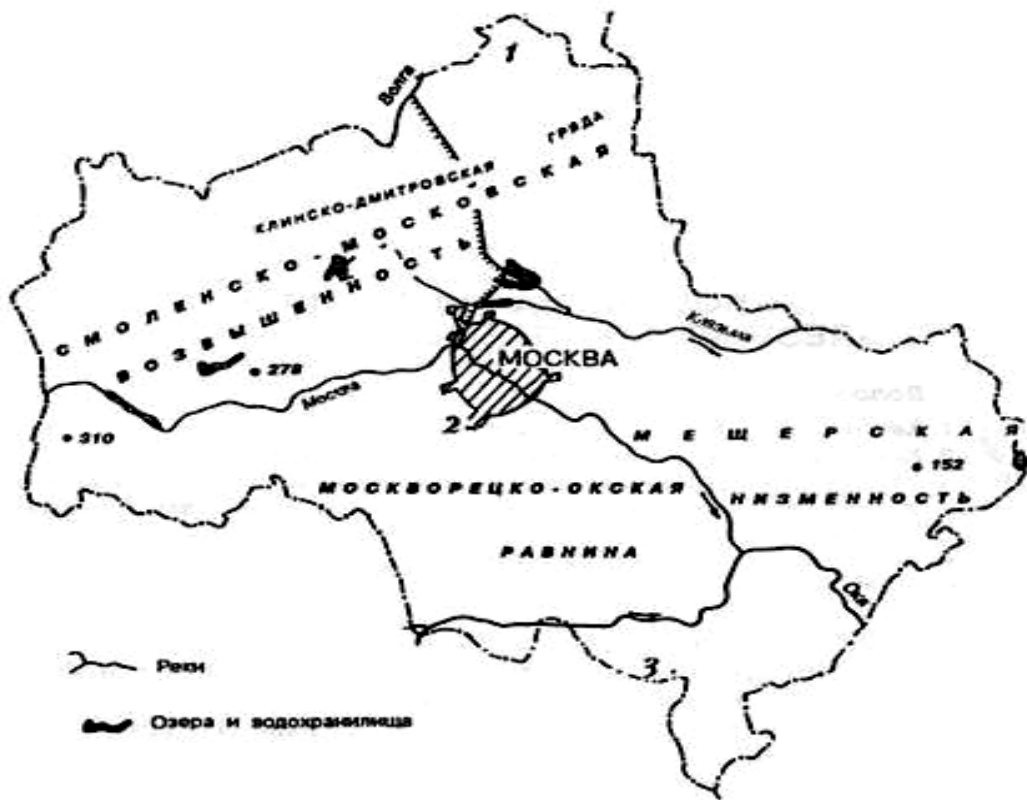 1
Волга
ГРЯДА
КЛИНСКО-ДМИТРОВСКАЯ
СМОЛЕНСКО-МОСКОВСКАЯ
ВОЗВЫШЕННОСТЬ
Клязьма
МОСКВА
278
Москва
2
310
МЕЩЕРСКАЯ
152
МОСКВОРЕЦКО-ОКСКАЯ
НИЗМЕННОСТЬ
РАВНИНА
Ока
3
Реки
Озера и водохранилища